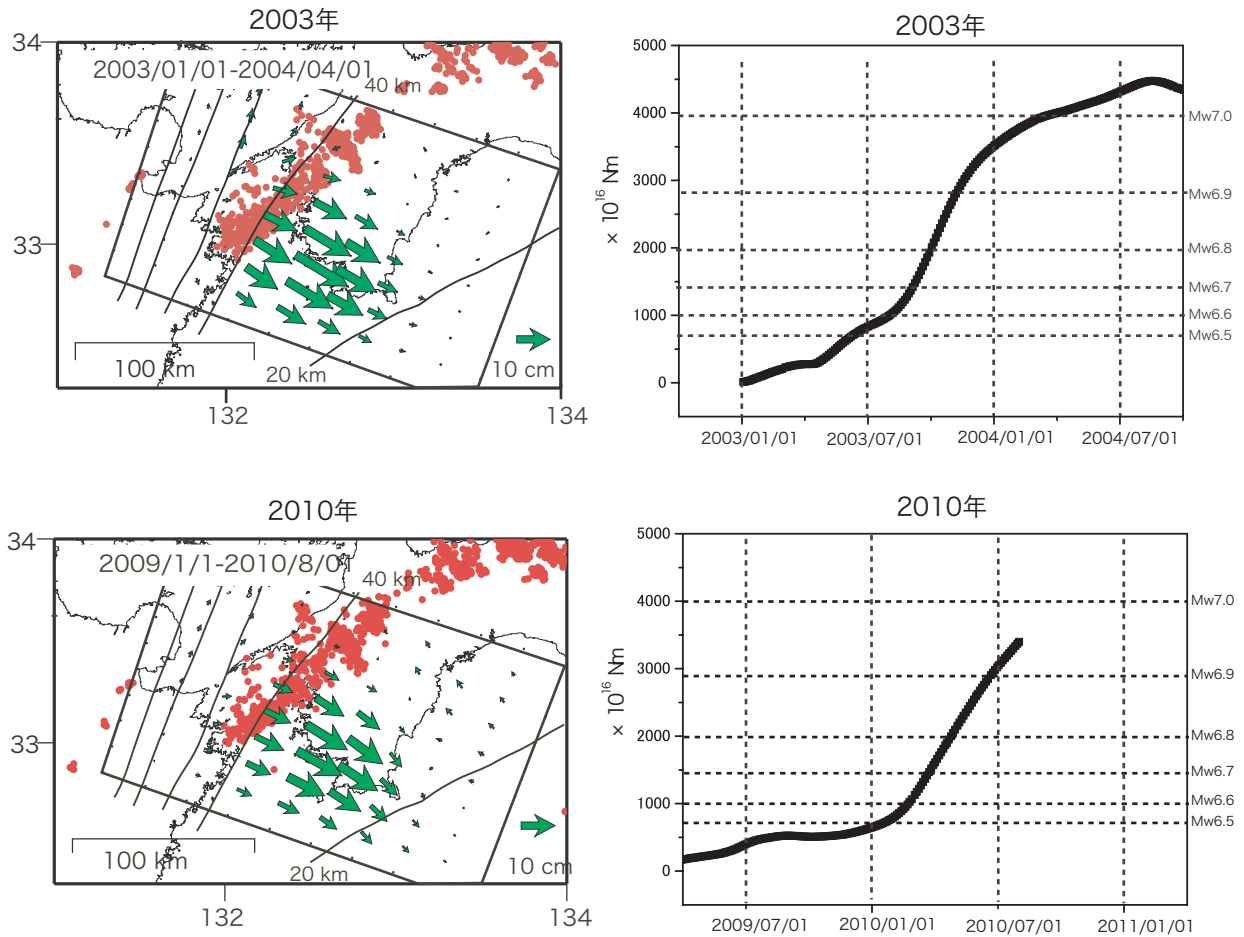 2003年
34
2003/01/01-2004/04/01
40 km
33
100 km
20 km
10 cm
132
134
2003年
5000
4000
3000
2000
1000
0
× 10¹⁶ Nm
Mw7.0
Mw6.9
Mw6.8
Mw6.7
Mw6.6
Mw6.5
2003/01/01
2003/07/01
2004/01/01
2004/07/01
2010年
34
2009/1/1-2010/8/01
40 km
33
100 km
20 km
10 cm
132
134
2010年
5000
4000
3000
2000
1000
0
× 10¹⁶ Nm
Mw7.0
Mw6.9
Mw6.8
Mw6.7
Mw6.6
Mw6.5
2009/07/01
2010/01/01
2010/07/01
2011/01/01